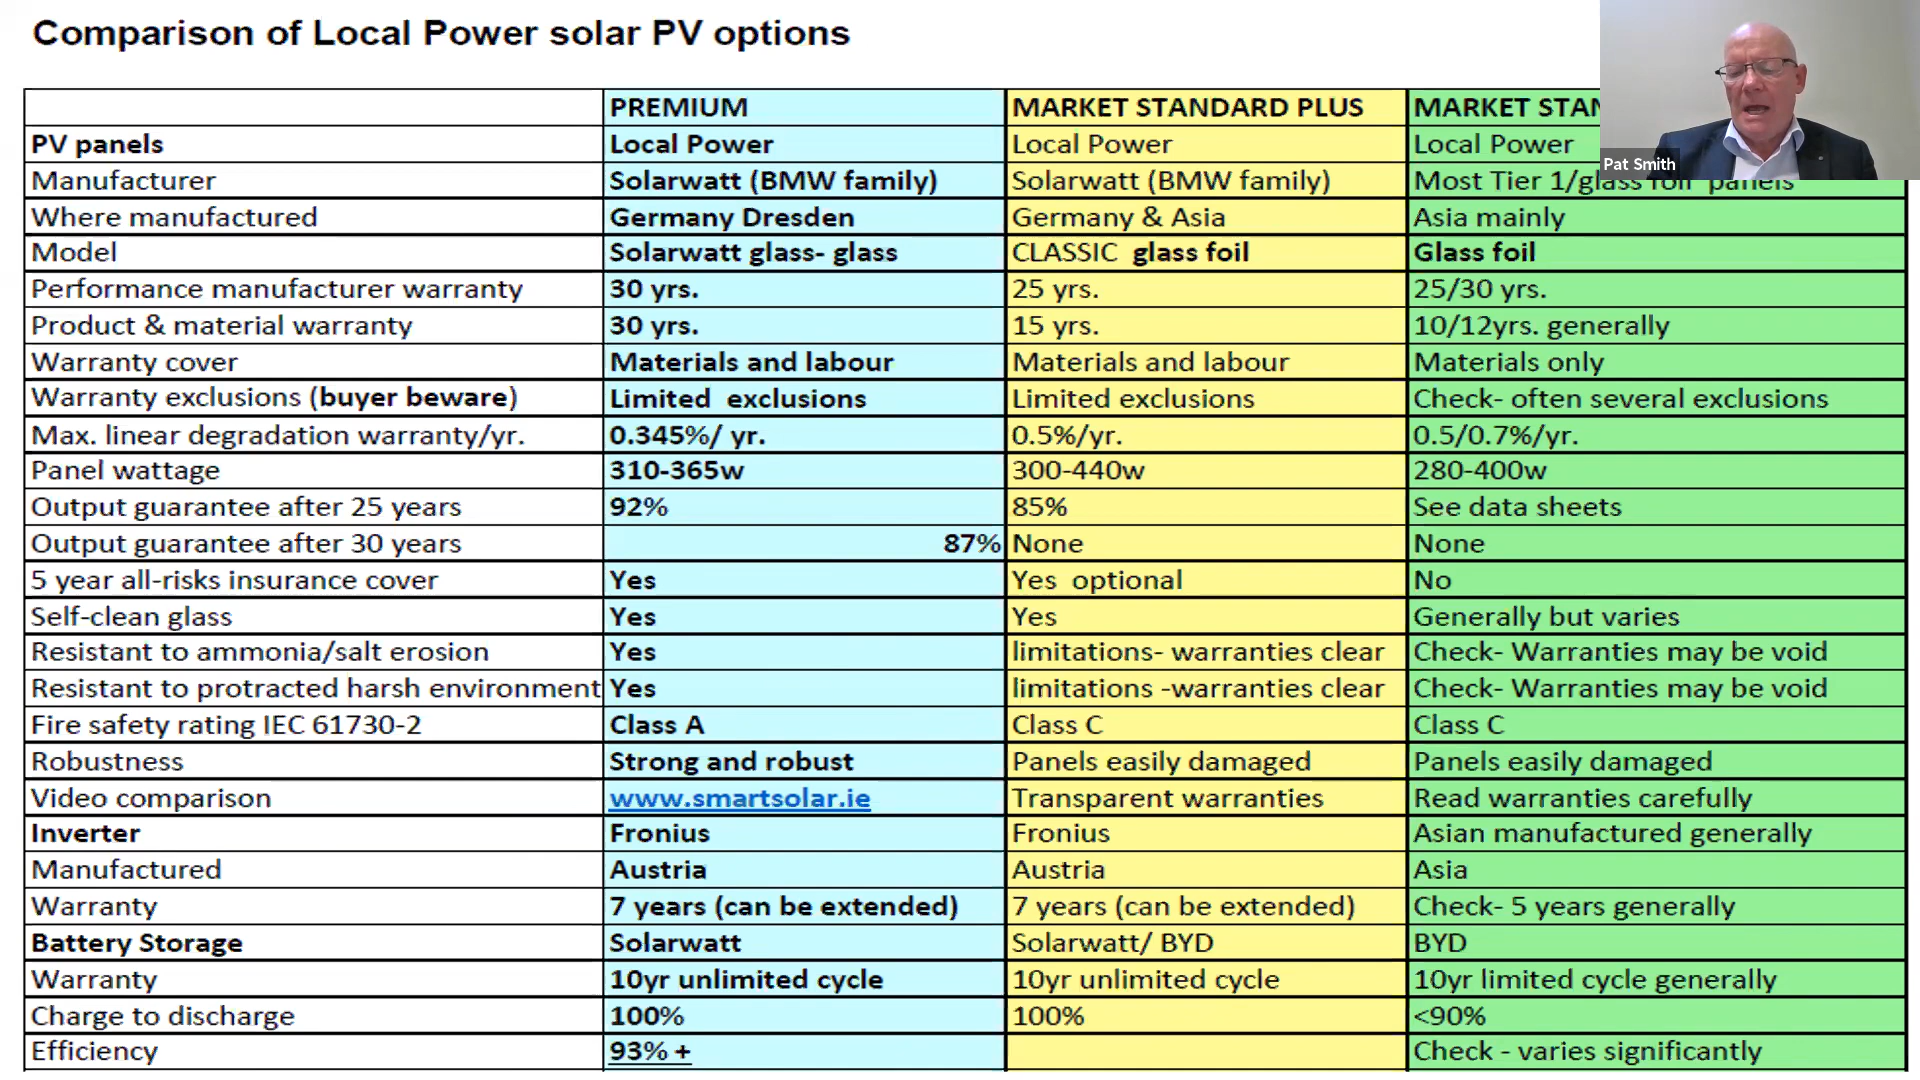 Comparison of Local Power solar PV options
PREMIUM MARKET STANDARD PLUS MARKET
PV panels Local Power Local Power Local Power
Pat Smith
Manufacturer Solarwatt (BMW family) Solarwatt (BMW family) Most Tier 1/glass foil panels
Where manufactured Germany Dresden Germany & Asia Asia mainly
Model Solarwatt glass- glass CLASSIC glass foil Glass foil
Performance manufacturer warranty 30 yrs. 25 yrs. 25/30 yrs.
Product & material warranty 30 yrs. 15 yrs. 10/12yrs. generally
Warranty cover Materials and labour Materials and labour Materials only
Warranty exclusions (buyer beware) Limited exclusions Limited exclusions Check- often several exclusions
Max. linear degradation warranty/yr. 0.345%/ yr. 0.5%/yr. 0.5/0.7%/yr.
Panel wattage 310-365w 300-440w 280-400w
Output guarantee after 25 years 92% 85% See data sheets
Output guarantee after 30 years 87% None None
5 year all-risks insurance cover Yes Yes optional No
Self-clean glass Yes Yes Generally but varies
Resistant to ammonia/salt erosion Yes limitations- warranties clear Check- Warranties may be void
Resistant to protracted harsh environment Yes limitations -warranties clear Check- Warranties may be void
Fire safety rating IEC 61730-2 Class A Class C Class C
Robustness Strong and robust Panels easily damaged Panels easily damaged
Video comparison www.smartsolar.ie Transparent warranties Read warranties carefully
Inverter Fronius Fronius Asian manufactured generally
Manufactured Austria Austria Asia
Warranty 7 years (can be extended) 7 years (can be extended) Check- 5 years generally
Battery Storage Solarwatt Solarwatt/ BYD BYD
Warranty 10yr unlimited cycle 10yr unlimited cycle 10yr limited cycle generally
Charge to discharge 100% 100% <90%
Efficiency 93% + Check - varies significantly